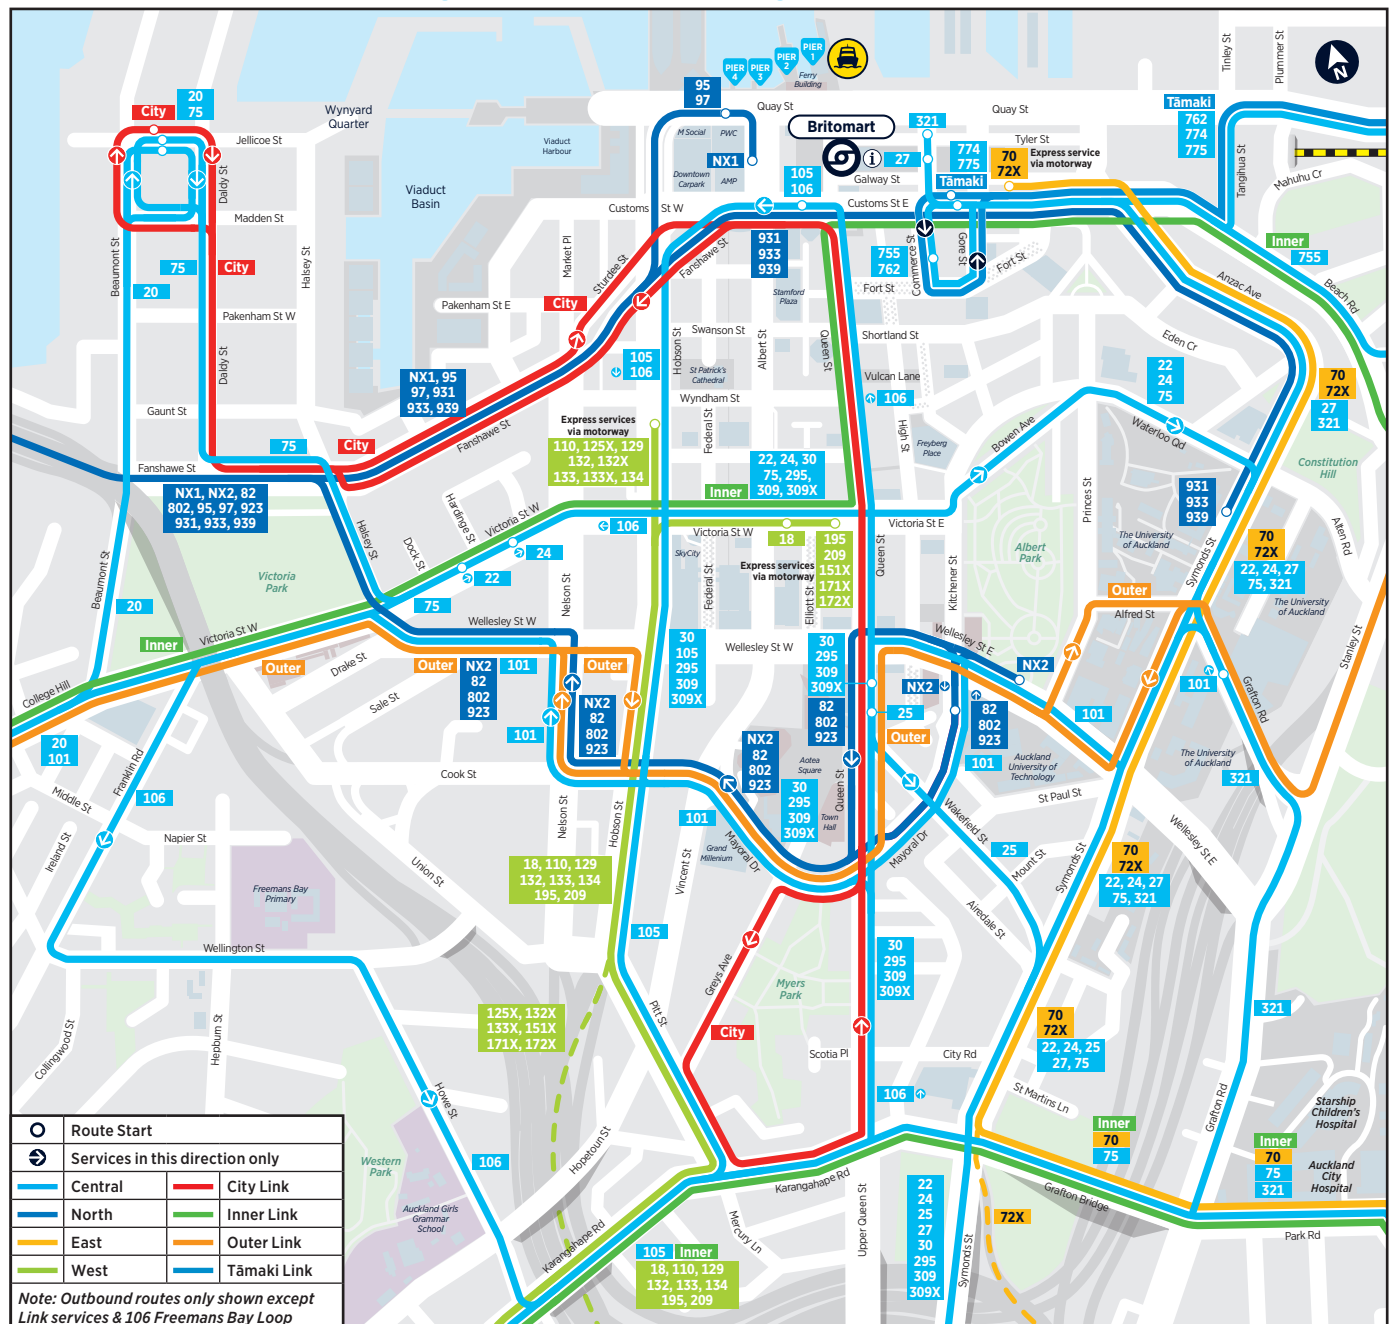 PIER
4
PIER
3
PIER
2
PIER
1
Ferry
Building
N
Tinley St
Plummer St
95
97
Quay St
Quay St
Tāmaki
762
774
775
City
20
75
Wynyard
Quarter
Jellicoe St
Viaduct
Harbour
M Social
PWC
NX1
Downtown
Carpark
AMP
Britomart
i
27
321
Tyler St
774
775
Tāmaki
70
72X
Express service
via motorway
Galway St
Tangihua St
Mahuhu Cr
Daldy St
Viaduct
Basin
Madden St
Customs St W
105
106
Customs St E
Beaumont St
Halsey St
Market Pl
Sturdee St
Fanshawe St
931
933
939
755
762
Commerce St
Gore St
Fort St
Fort St
Inner
755
Anzac Ave
Beach Rd
75
City
20
Pakenham St E
Pakenham St W
City
Stamford
Plaza
Swanson St
Hobson St
Albert St
Queen St
Shortland St
Eden Cr
Daldy St
105
106
St Patrick's
Cathedral
Vulcan Lane
22
24
75
70
72X
27
321
NX1, 95
97, 931
933, 939
Wyndham St
106
Gaunt St
Fanshawe St
Express services
via motorway
110, 125X, 129
132, 132X
133, 133X, 134
Federal St
High St
Freyberg
Place
Bowen Ave
Waterloo Qd
75
City
22, 24, 30
75, 295,
309, 309X
Inner
Constitution
Hill
Fanshawe St
NX1, NX2, 82
802, 95, 97, 923
931, 933, 939
Hardinge St
Victoria St W
106
Victoria St W
18
195
209
151X
171X
172X
Express services
via motorway
Victoria St E
Princes St
931
933
939
Halsey St
Dock St
24
22
75
SkyCity
Federal St
Elliott St
Queen St
Kitchener St
Albert
Park
The University
of Auckland
Symonds St
70
72X
22, 24, 27
75, 321
Alten Rd
Victoria
Park
Beaumont St
20
Nelson St
The University
of Auckland
Outer
Alfred St
Inner
Victoria St W
Wellesley St W
30
105
295
309
309X
Wellesley St W
30
295
309
309X
82
802
923
Wellesley St E
Stanley St
Outer
Drake St
Outer
NX2
82
802
923
101
Outer
NX2
82
802
923
NX2
NX2
82
802
923
101
Grafton Rd
College Hill
Sale St
101
25
Outer
101
20
101
Franklin Rd
Middle St
106
Cook St
NX2
82
802
923
Aotea
Square
30
295
309
309X
Queen St
Town
Hall
101
Auckland
University of
Technology
The University
of Auckland
321
Ireland St
Napier St
Nelson St
Hobson St
101
Grand
Millenium
Mayoral Dr
Mayoral Dr
Wakefield St
St Paul St
25
Mount St
Wellesley St E
Union St
Vincent St
Symonds St
70
72X
22, 24, 27
75, 321
18, 110, 129
132, 133, 134
195, 209
Freemans Bay
Primary
Airedale St
Wellington St
105
30
295
309
309X
Greys Ave
Myers
Park
Pitt St
125X, 132X
133X, 151X
171X, 172X
City
70
72X
22, 24, 25
27, 75
321
Collingwood St
Hepburn St
Scotia Pl
City Rd
106
St Martins Ln
Howe St
Grafton Rd
Starship
Children's
Hospital
Hopetoun St
Inner
70
75
Inner
70
75
321
Auckland
City
Hospital
Western
Park
106
Karangahape Rd
Auckland Girls
Grammar
School
Karangahape Rd
Mercury Ln
Upper Queen St
22
24
25
27
30
295
309
309X
Symonds St
72X
Grafton Bridge
Park Rd
105
Inner
18, 110, 129
132, 133, 134
195, 209
Route Start
Services in this direction only
Central
City Link
North
Inner Link
East
Outer Link
West
Tāmaki Link
Note: Outbound routes only shown except
Link services & 106 Freemans Bay Loop